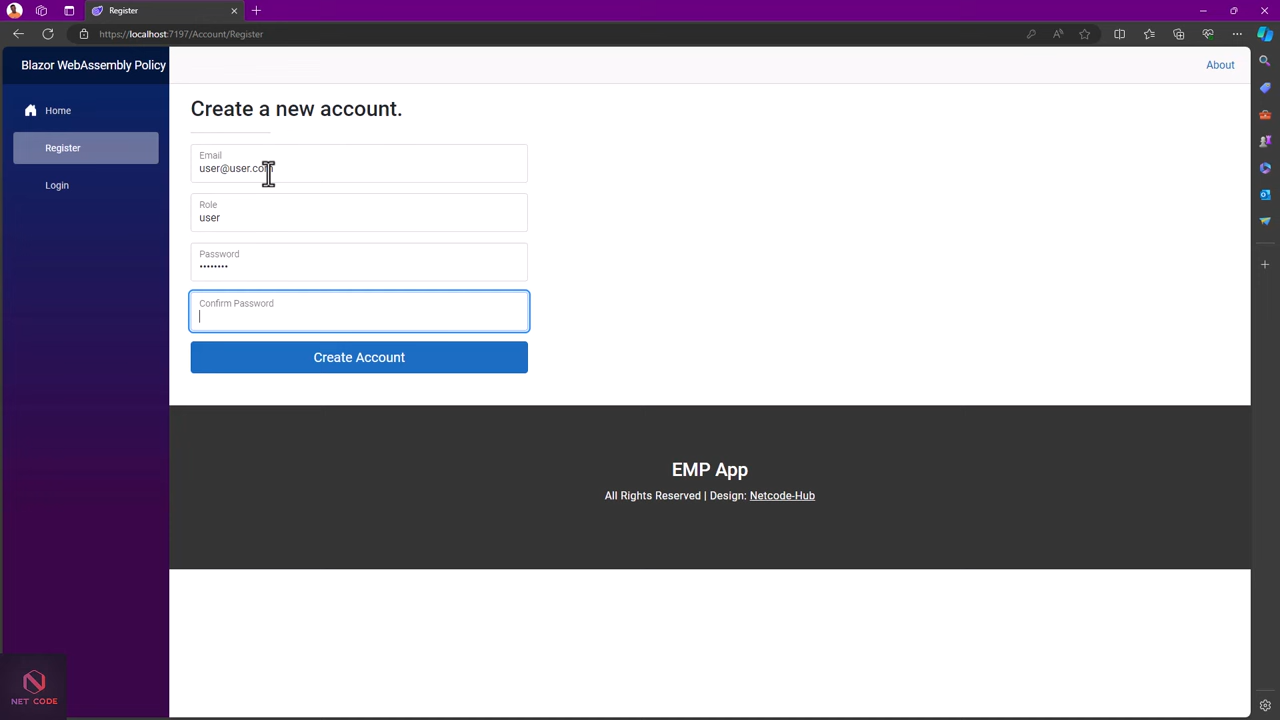 Register
https://localhost:7197/Account/Register
Blazor WebAssembly Policy
About
Home
Register
Login
Create a new account.
Email
user@user.com
Role
user
Password
••••••••
Confirm Password
Create Account
EMP App
All Rights Reserved | Design: Netcode-Hub
NET CODE